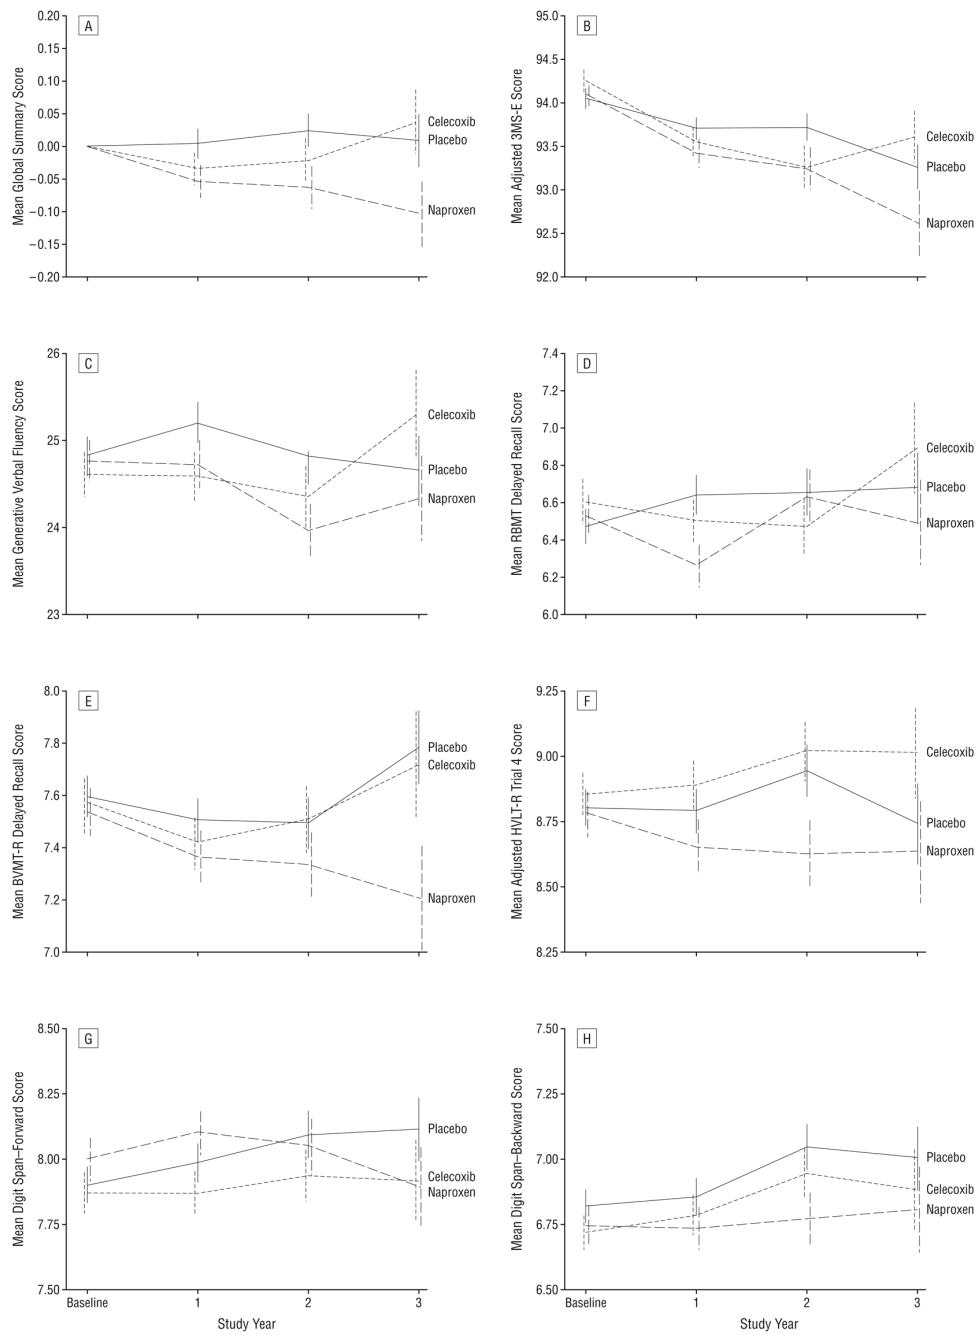 A
Mean Global Summary Score
0.20
0.15
0.10
0.05
0.00
−0.05
−0.10
−0.15
−0.20
Celecoxib
Placebo
Naproxen
B
Mean Adjusted 3MS-E Score
95.0
94.5
94.0
93.5
93.0
92.5
92.0
Celecoxib
Placebo
Naproxen
C
Mean Generative Verbal Fluency Score
26
25
24
23
Celecoxib
Placebo
Naproxen
D
Mean RBMT Delayed Recall Score
7.4
7.2
7.0
6.8
6.6
6.4
6.2
6.0
Celecoxib
Placebo
Naproxen
E
Mean BVMT-R Delayed Recall Score
8.0
7.8
7.6
7.4
7.2
7.0
Placebo
Celecoxib
Naproxen
F
Mean Adjusted HVLT-R Trial 4 Score
9.25
9.00
8.75
8.50
8.25
Celecoxib
Placebo
Naproxen
G
Mean Digit Span–Forward Score
8.50
8.25
8.00
7.75
7.50
Placebo
Celecoxib
Naproxen
Baseline 1 2 3
Study Year
H
Mean Digit Span–Backward Score
7.50
7.25
7.00
6.75
6.50
Placebo
Celecoxib
Naproxen
Baseline 1 2 3
Study Year